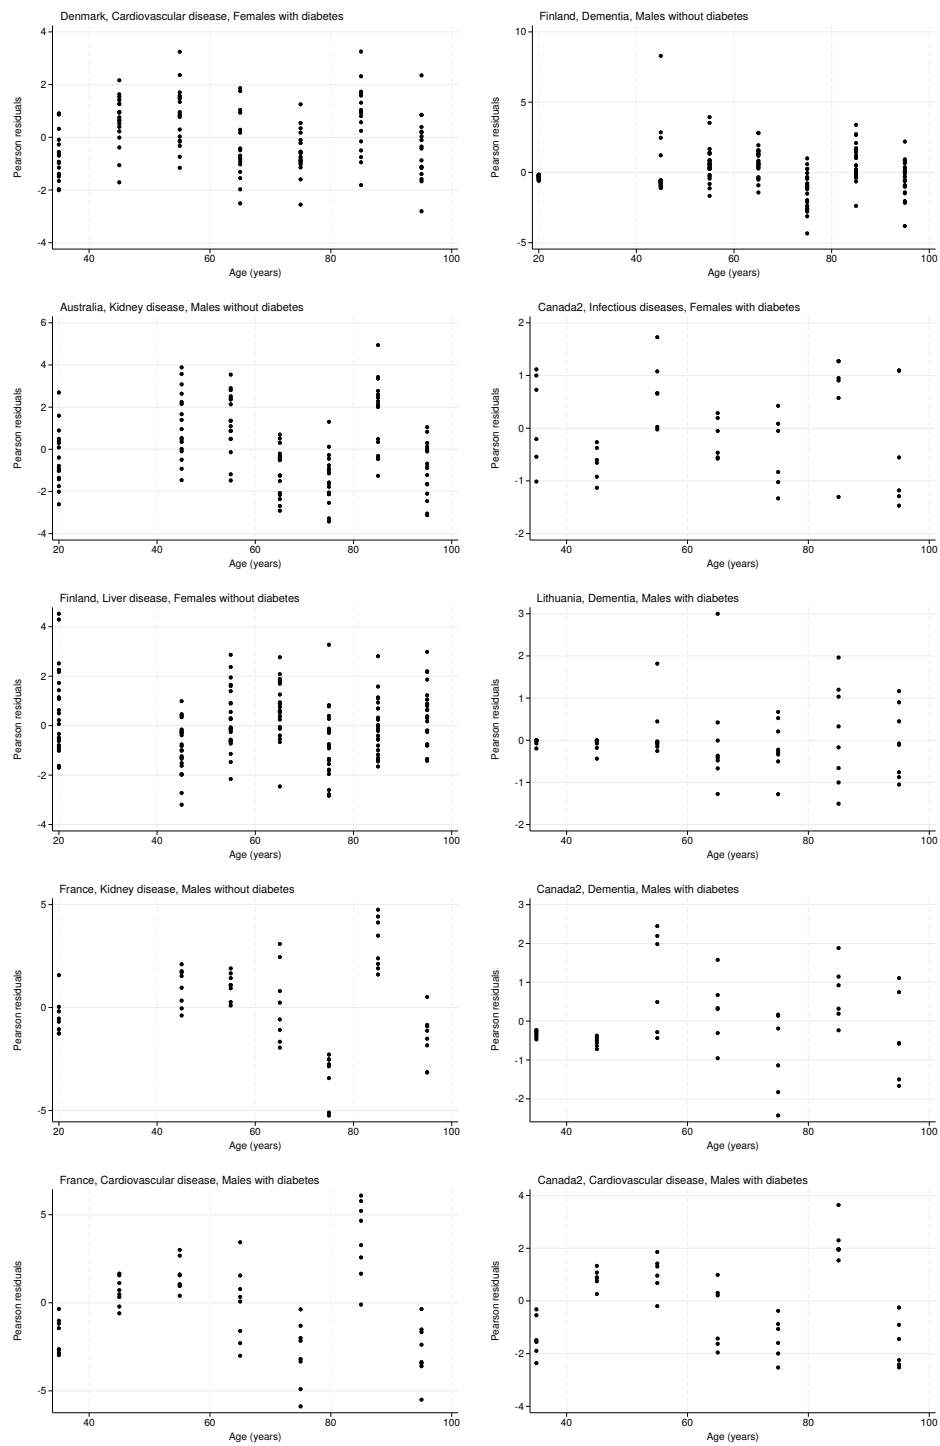 Denmark, Cardiovascular disease, Females with diabetes
4
2
0
-2
-4
Pearson residuals
40 60 80 100
Age (years)
Finland, Dementia, Males without diabetes
10
5
0
-5
Pearson residuals
20 40 60 80 100
Age (years)
Australia, Kidney disease, Males without diabetes
6
4
2
0
-2
-4
Pearson residuals
20 40 60 80 100
Age (years)
Canada2, Infectious diseases, Females with diabetes
2
1
0
-1
-2
Pearson residuals
40 60 80 100
Age (years)
Finland, Liver disease, Females without diabetes
4
2
0
-2
-4
Pearson residuals
20 40 60 80 100
Age (years)
Lithuania, Dementia, Males with diabetes
3
2
1
0
-1
-2
Pearson residuals
40 60 80 100
Age (years)
France, Kidney disease, Males without diabetes
5
0
-5
Pearson residuals
20 40 60 80 100
Age (years)
Canada2, Dementia, Males with diabetes
3
2
1
0
-1
-2
Pearson residuals
40 60 80 100
Age (years)
France, Cardiovascular disease, Males with diabetes
5
0
-5
Pearson residuals
40 60 80 100
Age (years)
Canada2, Cardiovascular disease, Males with diabetes
4
2
0
-2
-4
Pearson residuals
40 60 80 100
Age (years)